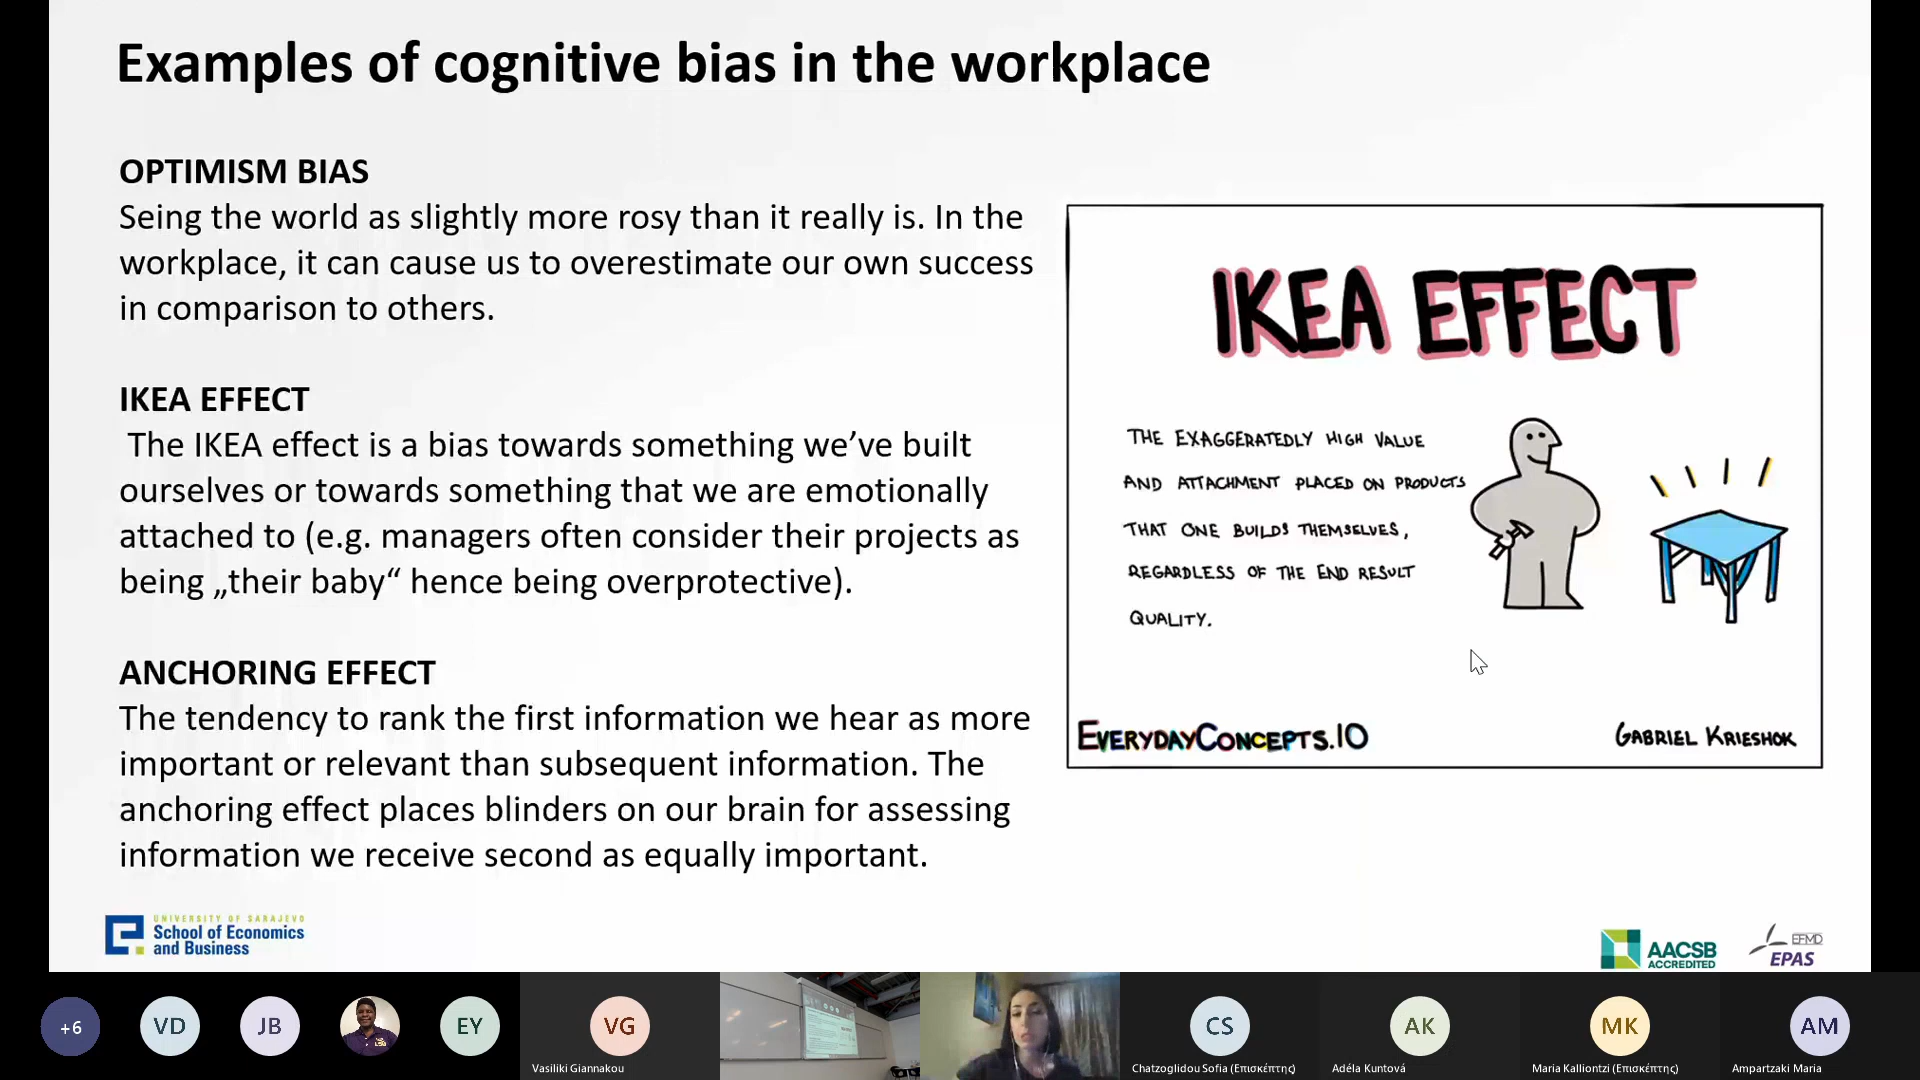 Examples of cognitive bias in the workplace
OPTIMISM BIAS
Seing the world as slightly more rosy than it really is. In the
workplace, it can cause us to overestimate our own success
in comparison to others.
IKEA EFFECT
The IKEA effect is a bias towards something we’ve built
ourselves or towards something that we are emotionally
attached to (e.g. managers often consider their projects as
being „their baby“ hence being overprotective).
ANCHORING EFFECT
The tendency to rank the first information we hear as more
important or relevant than subsequent information. The
anchoring effect places blinders on our brain for assessing
information we receive second as equally important.
IKEA EFFECT
THE EXAGGERATEDLY HIGH VALUE
AND ATTACHMENT PLACED ON PRODUCTS
THAT ONE BUILDS THEMSELVES,
REGARDLESS OF THE END RESULT
QUALITY.
EVERYDAYCONCEPTS.IO
GABRIEL KRIESHOK
UNIVERSITY OF SARAJEVO
School of Economics
and Business
AACSB
ACCREDITED
EFMD
EPAS
+6
VD
JB
EY
VG
Vasiliki Giannakou
CS
Chatzoglidou Sofia (Επισκέπτης)
AK
Adéla Kuntová
MK
Maria Kalliontzi (Επισκέπτης)
AM
Ampartzaki Maria